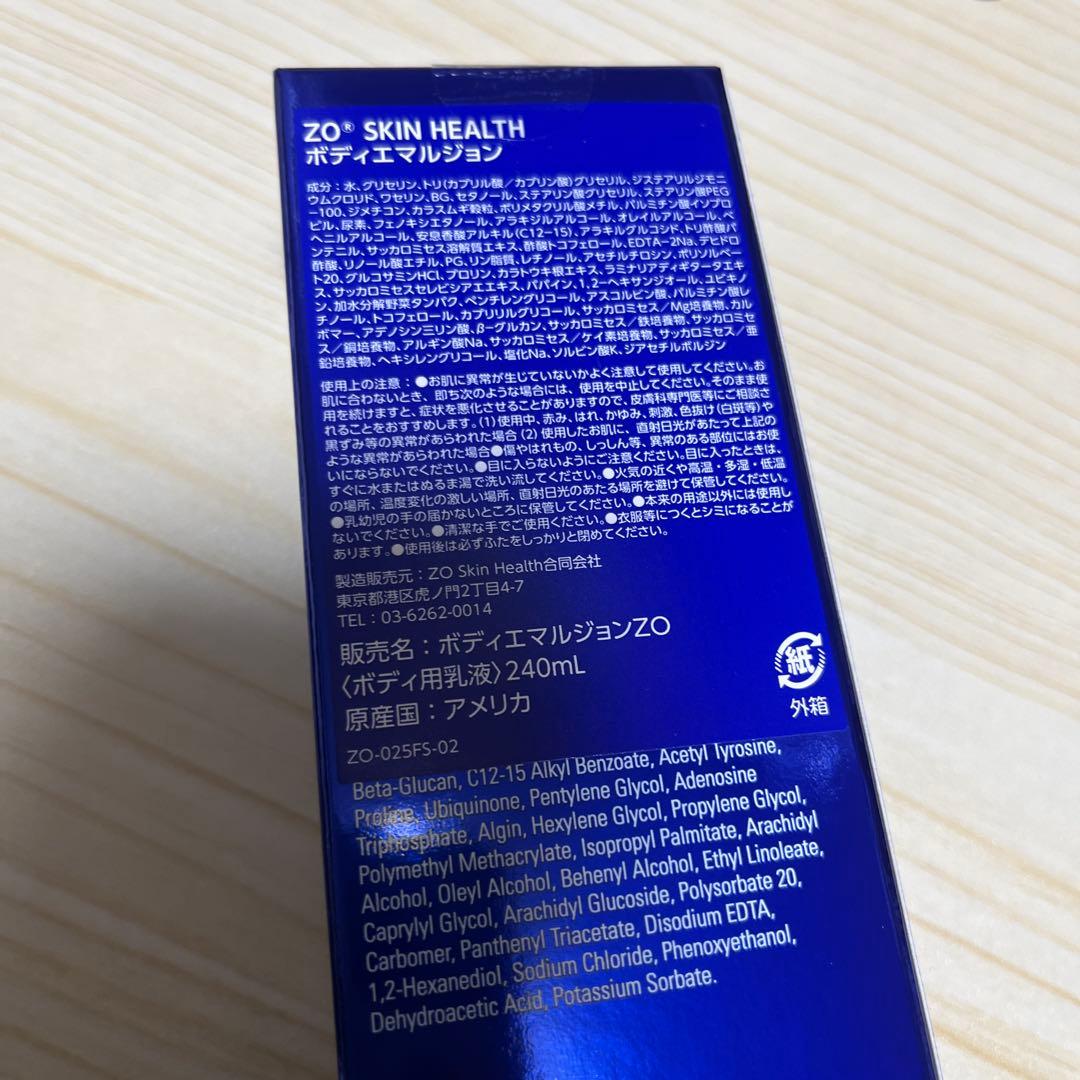 ZO® SKIN HEALTH
ボディエマルジョン
成分：水、グリセリン、トリ(カプリル酸／カプリン酸)グリセリル、ジステアリルジモニ
ウムクロリド、ワセリン、BG、セタノール、ステアリン酸グリセリル、ステアリン酸PEG
-100、ジメチコン、カラスムギ穀粒、ポリメタクリル酸メチル、パルミチン酸イソプロ
ピル、尿素、フェノキシエタノール、アラキジルアルコール、オレイルアルコール、ベ
ヘニルアルコール、安息香酸アルキル(C12-15)、アラキルグルコシド、トリ酢酸パ
ンテニル、サッカロミセス溶解質エキス、酢酸トコフェロール、EDTA-2Na、デヒドロ
酢酸、リノール酸エチル、PG、リン脂質、レチノール、アセチルチロシン、ポリソルベ
ート20、グルコサミンHCl、プロリン、カラトウキ根エキス、ラミナリアディギタータエキ
ス、サッカロミセスセレビシアエエキス、パパイン、1,2-ヘキサンジオール、ユビキノ
ン、加水分解野菜タンパク、ペンチレングリコール、アスコルビン酸、パルミチン酸レ
チノール、トコフェロール、カプリリルグリコール、サッカロミセス／Mg培養物、カル
ボマー、アデノシン三リン酸、β-グルカン、サッカロミセス／鉄培養物、サッカロミセ
ス／銅培養物、アルギン酸Na、サッカロミセス／ケイ素培養物、サッカロミセス／亜
鉛培養物、ヘキシレングリコール、塩化Na、ソルビン酸K、ジアセチルボルジン
使用上の注意：●お肌に異常が生じていないかよく注意して使用してください。お
肌に合わないとき、即ち次のような場合には、使用を中止してください。そのまま使
用を続けますと、症状を悪化させることがありますので、皮膚科専門医等にご相談さ
れることをおすすめします。(1)使用中、赤み、はれ、かゆみ、刺激、色抜け(白斑等)や
黒ずみ等の異常があらわれた場合(2)使用したお肌に、直射日光があたって上記の
ような異常があらわれた場合●傷やはれもの、しっしん等、異常のある部位にはお使
いにならないでください。●目に入らないようにご注意ください。目に入ったときは、
すぐに水またはぬるま湯で洗い流してください。●火気の近くや高温・多湿・低温
の場所、温度変化の激しい場所、直射日光のあたる場所を避けて保管してください。
●乳幼児の手の届かないところに保管してください。●本来の用途以外には使用し
ないでください。●清潔な手でご使用ください。●衣服等につくとシミになることが
あります。●使用後は必ずふたをしっかりと閉めてください。
製造販売元：ZO Skin Health合同会社
東京都港区虎ノ門2丁目4-7
TEL：03-6262-0014
販売名：ボディエマルジョンZO
〈ボディ用乳液〉240mL
原産国：アメリカ
紙
外箱
ZO-025FS-02
Beta-Glucan, C12-15 Alkyl Benzoate, Acetyl Tyrosine,
Proline, Ubiquinone, Pentylene Glycol, Adenosine
Triphosphate, Algin, Hexylene Glycol, Propylene Glycol,
Polymethyl Methacrylate, Isopropyl Palmitate, Arachidyl
Alcohol, Oleyl Alcohol, Behenyl Alcohol, Ethyl Linoleate,
Caprylyl Glycol, Arachidyl Glucoside, Polysorbate 20,
Carbomer, Panthenyl Triacetate, Disodium EDTA,
1,2-Hexanediol, Sodium Chloride, Phenoxyethanol,
Dehydroacetic Acid, Potassium Sorbate.